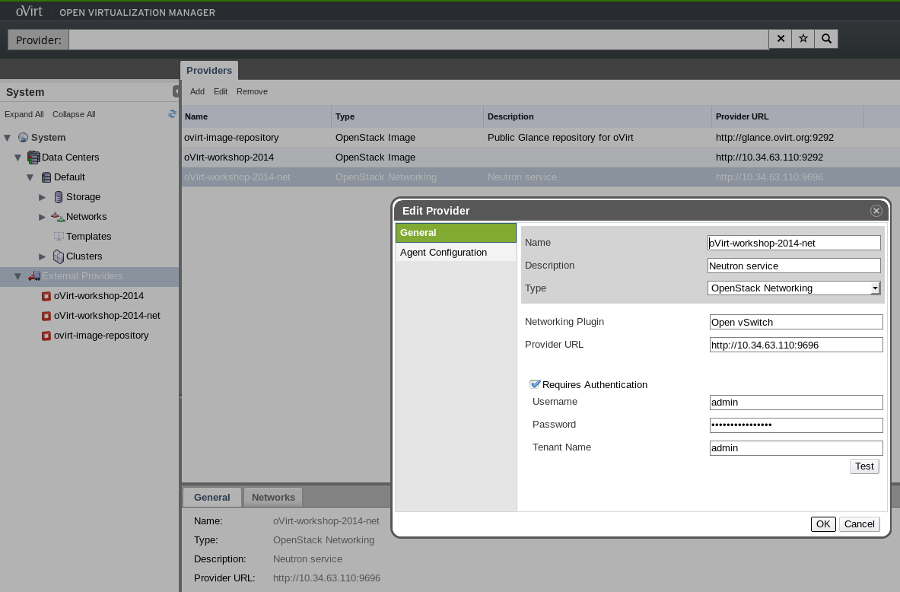 oVirt OPEN VIRTUALIZATION MANAGER
Provider:
Providers
System
Add Edit Remove
Expand All Collapse All
Name Type Description Provider URL
System
ovirt-image-repository OpenStack Image Public Glance repository for oVirt http://glance.ovirt.org:9292
Data Centers
oVirt-workshop-2014 OpenStack Image http://10.34.63.110:9292
Default
oVirt-workshop-2014-net OpenStack Networking Neutron service http://10.34.63.110:9696
Storage
Networks
Templates
Clusters
External Providers
oVirt-workshop-2014
oVirt-workshop-2014-net
ovirt-image-repository
Edit Provider
General
Agent Configuration
Name oVirt-workshop-2014-net
Description Neutron service
Type OpenStack Networking
Networking Plugin Open vSwitch
Provider URL http://10.34.63.110:9696
Requires Authentication
Username admin
Password ••••••••••••••••
Tenant Name admin
Test
OK Cancel
General Networks
Name: oVirt-workshop-2014-net
Type: OpenStack Networking
Description: Neutron service
Provider URL: http://10.34.63.110:9696